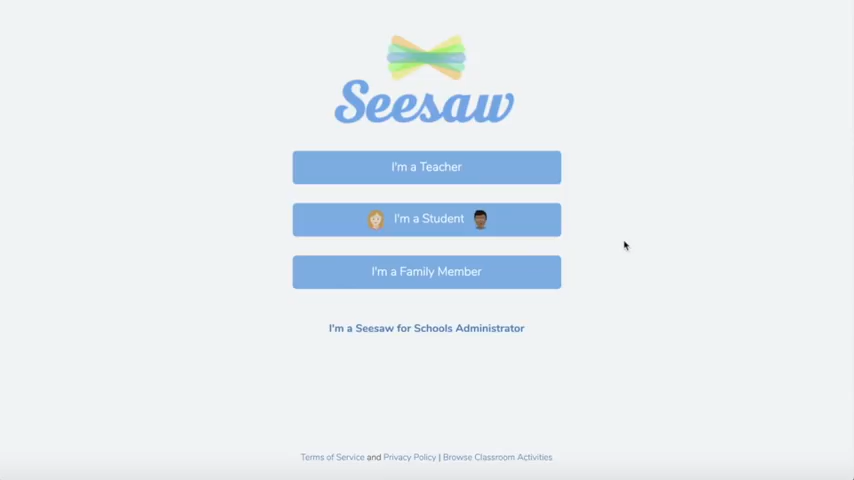 Seesaw
I'm a Teacher
I'm a Student
I'm a Family Member
I'm a Seesaw for Schools Administrator
Terms of Service and Privacy Policy | Browse Classroom Activities